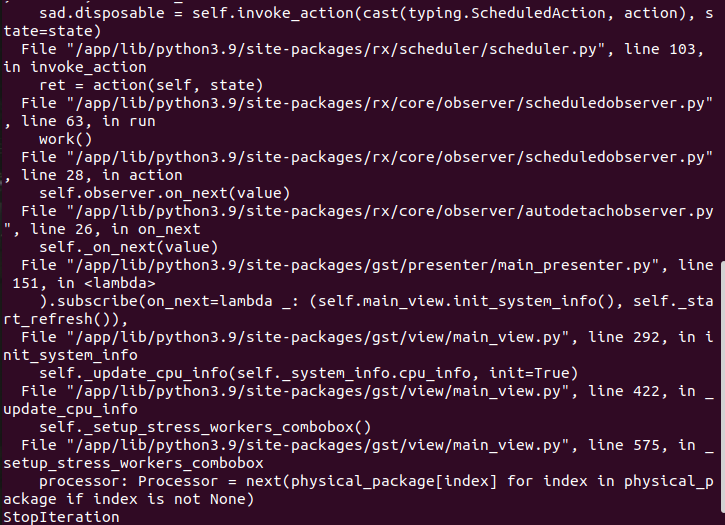 sad.disposable = self.invoke_action(cast(typing.ScheduledAction, action), s
tate=state)
  File "/app/lib/python3.9/site-packages/rx/scheduler/scheduler.py", line 103,
in invoke_action
    ret = action(self, state)
  File "/app/lib/python3.9/site-packages/rx/core/observer/scheduledobserver.py"
, line 63, in run
    work()
  File "/app/lib/python3.9/site-packages/rx/core/observer/scheduledobserver.py"
, line 28, in action
    self.observer.on_next(value)
  File "/app/lib/python3.9/site-packages/rx/core/observer/autodetachobserver.py
", line 26, in on_next
    self._on_next(value)
  File "/app/lib/python3.9/site-packages/gst/presenter/main_presenter.py", line
 151, in <lambda>
    ).subscribe(on_next=lambda _: (self.main_view.init_system_info(), self._sta
rt_refresh()),
  File "/app/lib/python3.9/site-packages/gst/view/main_view.py", line 292, in i
nit_system_info
    self._update_cpu_info(self._system_info.cpu_info, init=True)
  File "/app/lib/python3.9/site-packages/gst/view/main_view.py", line 422, in _
update_cpu_info
    self._setup_stress_workers_combobox()
  File "/app/lib/python3.9/site-packages/gst/view/main_view.py", line 575, in _
setup_stress_workers_combobox
    processor: Processor = next(physical_package[index] for index in physical_p
ackage if index is not None)
StopIteration